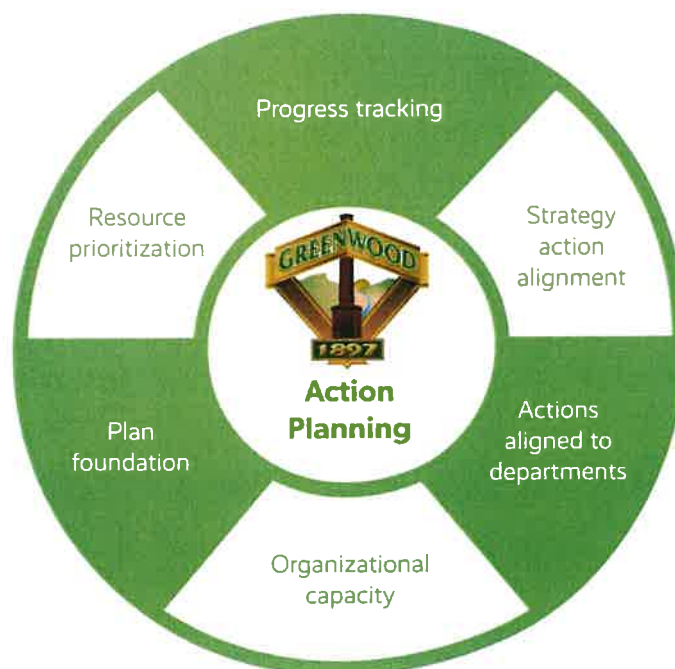 Progress tracking
Resource
prioritization
Strategy
action
alignment
GREENWOOD
1897
Action
Planning
Plan
foundation
Actions
aligned to
departments
Organizational
capacity